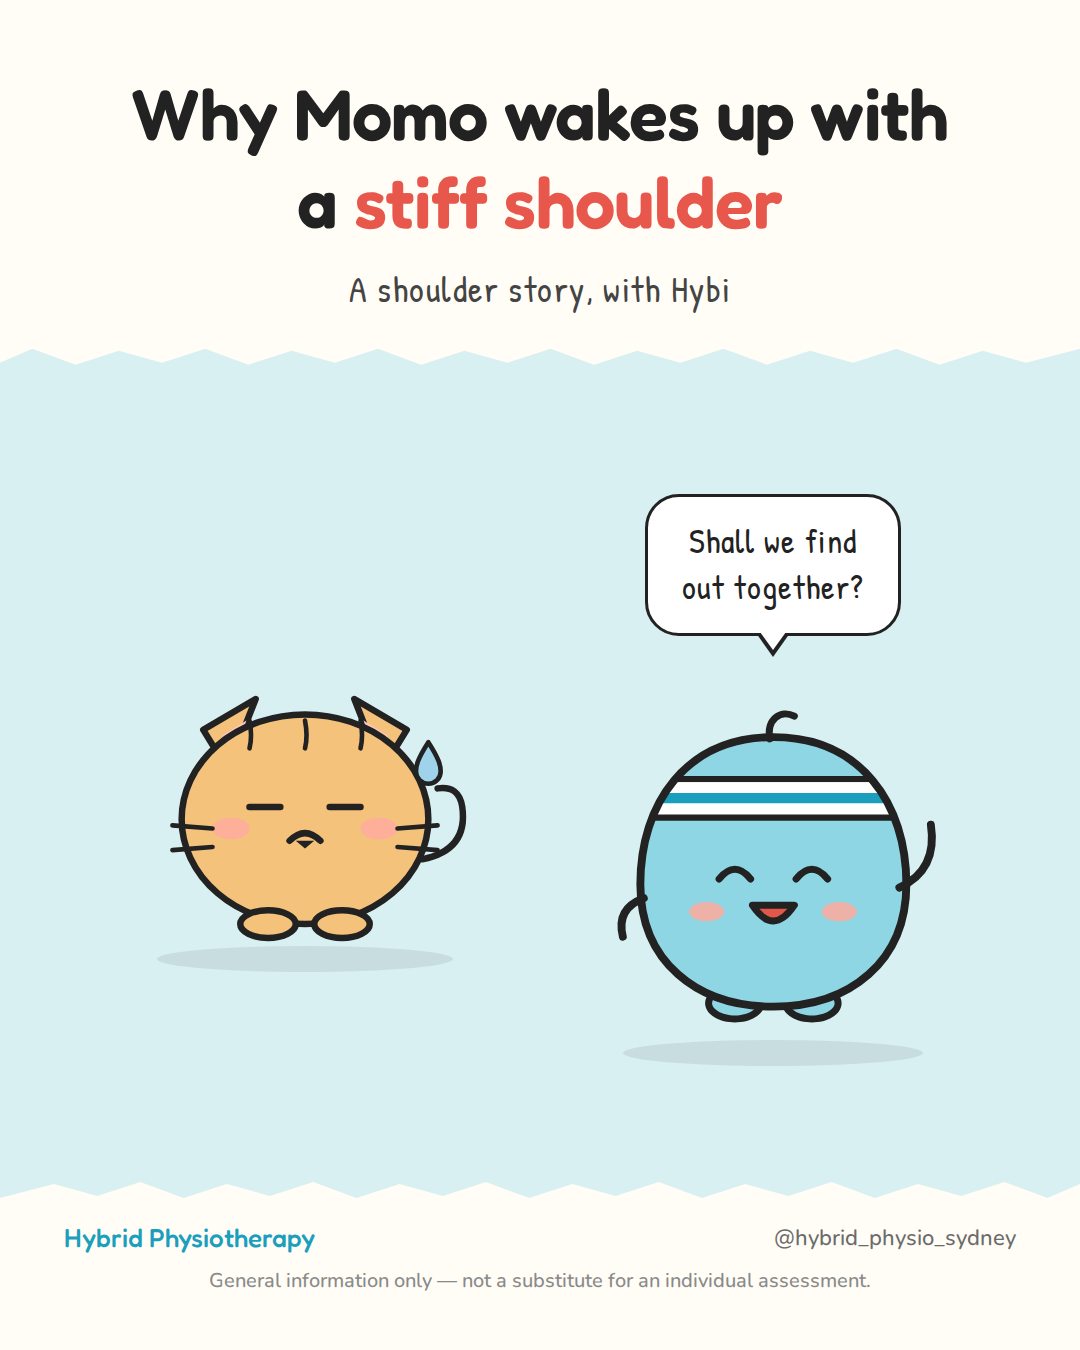 Why Momo wakes up with
a stiff shoulder
A shoulder story, with Hybi
Shall we find
out together?
Hybrid Physiotherapy
@hybrid_physio_sydney
General information only — not a substitute for an individual assessment.